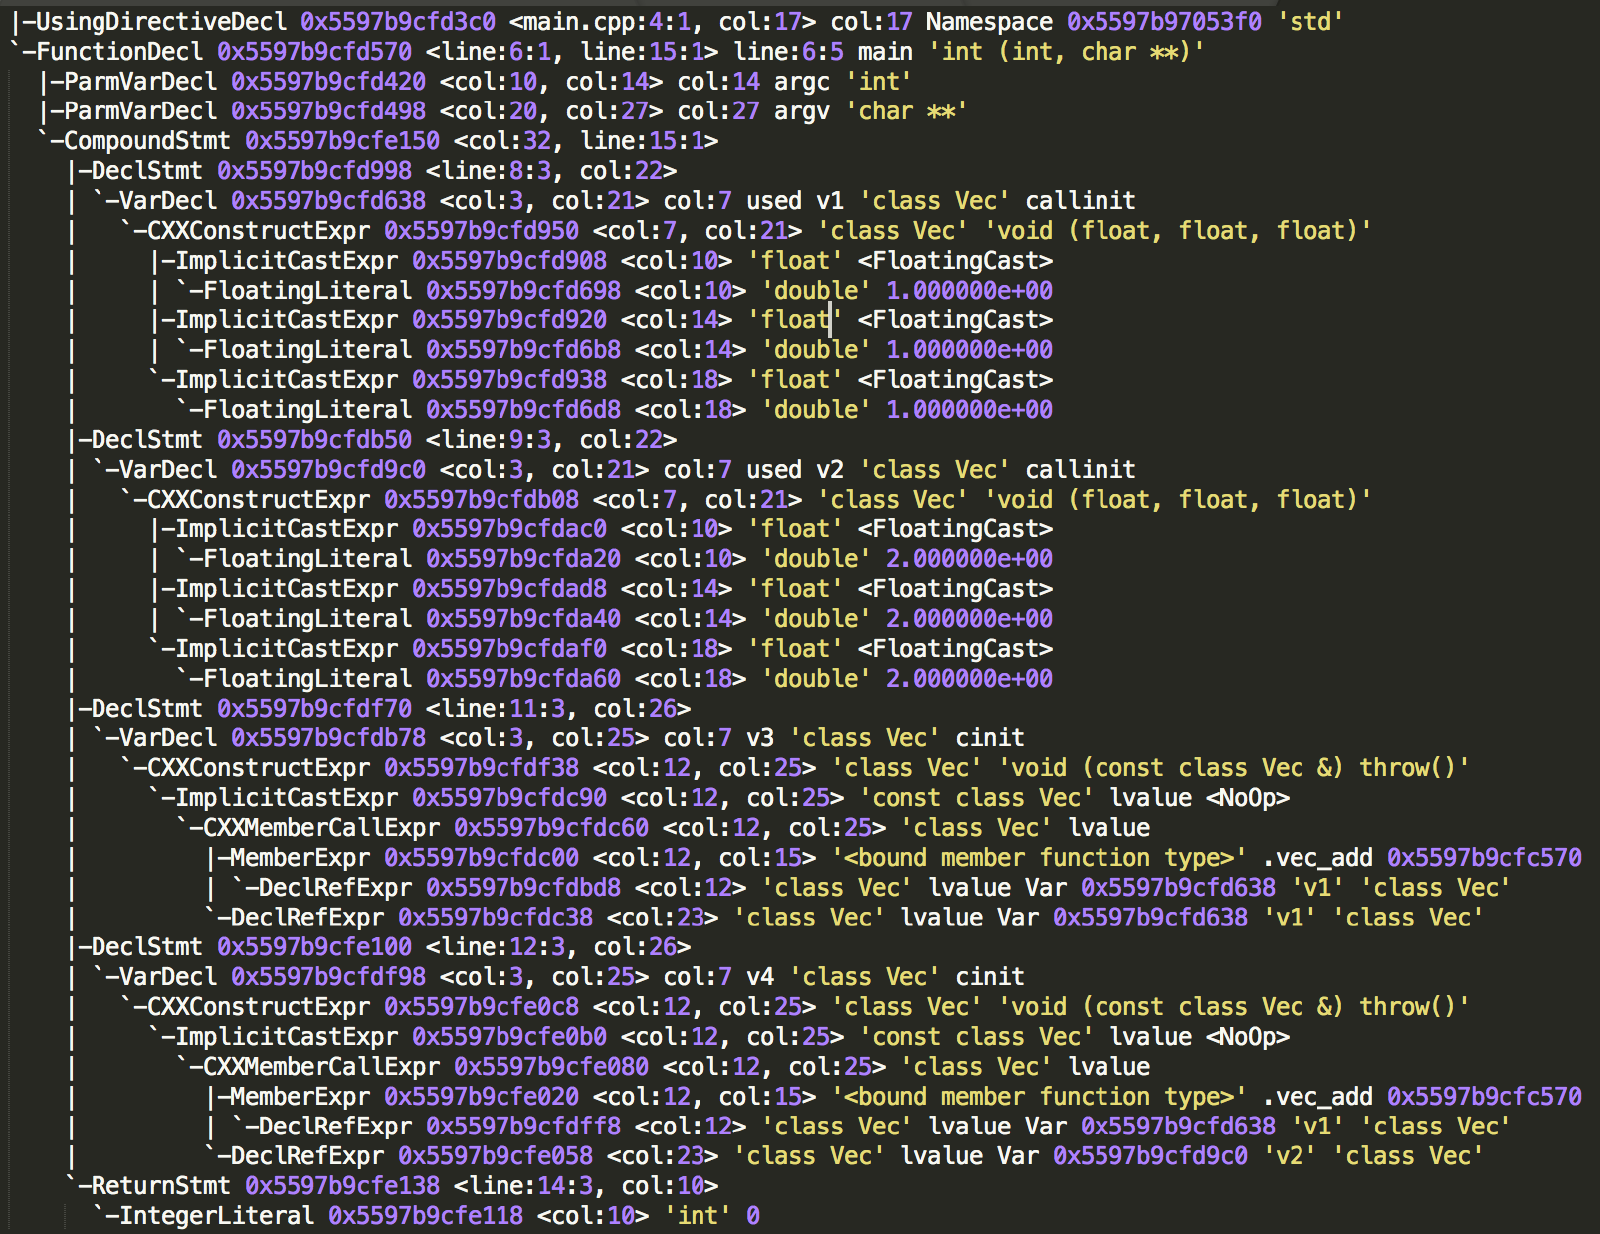 |-UsingDirectiveDecl 0x5597b9cfd3c0 <main.cpp:4:1, col:17> col:17 Namespace 0x5597b97053f0 'std'
`-FunctionDecl 0x5597b9cfd570 <line:6:1, line:15:1> line:6:5 main 'int (int, char **)'
  |-ParmVarDecl 0x5597b9cfd420 <col:10, col:14> col:14 argc 'int'
  |-ParmVarDecl 0x5597b9cfd498 <col:20, col:27> col:27 argv 'char **'
  `-CompoundStmt 0x5597b9cfe150 <col:32, line:15:1>
    |-DeclStmt 0x5597b9cfd998 <line:8:3, col:22>
    | `-VarDecl 0x5597b9cfd638 <col:3, col:21> col:7 used v1 'class Vec' callinit
    |   `-CXXConstructExpr 0x5597b9cfd950 <col:7, col:21> 'class Vec' 'void (float, float, float)'
    |     |-ImplicitCastExpr 0x5597b9cfd908 <col:10> 'float' <FloatingCast>
    |     | `-FloatingLiteral 0x5597b9cfd698 <col:10> 'double' 1.000000e+00
    |     |-ImplicitCastExpr 0x5597b9cfd920 <col:14> 'float' <FloatingCast>
    |     | `-FloatingLiteral 0x5597b9cfd6b8 <col:14> 'double' 1.000000e+00
    |     `-ImplicitCastExpr 0x5597b9cfd938 <col:18> 'float' <FloatingCast>
    |       `-FloatingLiteral 0x5597b9cfd6d8 <col:18> 'double' 1.000000e+00
    |-DeclStmt 0x5597b9cfdb50 <line:9:3, col:22>
    | `-VarDecl 0x5597b9cfd9c0 <col:3, col:21> col:7 used v2 'class Vec' callinit
    |   `-CXXConstructExpr 0x5597b9cfdb08 <col:7, col:21> 'class Vec' 'void (float, float, float)'
    |     |-ImplicitCastExpr 0x5597b9cfdac0 <col:10> 'float' <FloatingCast>
    |     | `-FloatingLiteral 0x5597b9cfda20 <col:10> 'double' 2.000000e+00
    |     |-ImplicitCastExpr 0x5597b9cfdad8 <col:14> 'float' <FloatingCast>
    |     | `-FloatingLiteral 0x5597b9cfda40 <col:14> 'double' 2.000000e+00
    |     `-ImplicitCastExpr 0x5597b9cfdaf0 <col:18> 'float' <FloatingCast>
    |       `-FloatingLiteral 0x5597b9cfda60 <col:18> 'double' 2.000000e+00
    |-DeclStmt 0x5597b9cfdf70 <line:11:3, col:26>
    | `-VarDecl 0x5597b9cfdb78 <col:3, col:25> col:7 v3 'class Vec' cinit
    |   `-CXXConstructExpr 0x5597b9cfdf38 <col:12, col:25> 'class Vec' 'void (const class Vec &) throw()'
    |     `-ImplicitCastExpr 0x5597b9cfdc90 <col:12, col:25> 'const class Vec' lvalue <NoOp>
    |       `-CXXMemberCallExpr 0x5597b9cfdc60 <col:12, col:25> 'class Vec' lvalue
    |         |-MemberExpr 0x5597b9cfdc00 <col:12, col:15> '<bound member function type>' .vec_add 0x5597b9cfc570
    |         | `-DeclRefExpr 0x5597b9cfdbd8 <col:12> 'class Vec' lvalue Var 0x5597b9cfd638 'v1' 'class Vec'
    |         `-DeclRefExpr 0x5597b9cfdc38 <col:23> 'class Vec' lvalue Var 0x5597b9cfd638 'v1' 'class Vec'
    |-DeclStmt 0x5597b9cfe100 <line:12:3, col:26>
    | `-VarDecl 0x5597b9cfdf98 <col:3, col:25> col:7 v4 'class Vec' cinit
    |   `-CXXConstructExpr 0x5597b9cfe0c8 <col:12, col:25> 'class Vec' 'void (const class Vec &) throw()'
    |     `-ImplicitCastExpr 0x5597b9cfe0b0 <col:12, col:25> 'const class Vec' lvalue <NoOp>
    |       `-CXXMemberCallExpr 0x5597b9cfe080 <col:12, col:25> 'class Vec' lvalue
    |         |-MemberExpr 0x5597b9cfe020 <col:12, col:15> '<bound member function type>' .vec_add 0x5597b9cfc570
    |         | `-DeclRefExpr 0x5597b9cfdff8 <col:12> 'class Vec' lvalue Var 0x5597b9cfd638 'v1' 'class Vec'
    |         `-DeclRefExpr 0x5597b9cfe058 <col:23> 'class Vec' lvalue Var 0x5597b9cfd9c0 'v2' 'class Vec'
    `-ReturnStmt 0x5597b9cfe138 <line:14:3, col:10>
      `-IntegerLiteral 0x5597b9cfe118 <col:10> 'int' 0